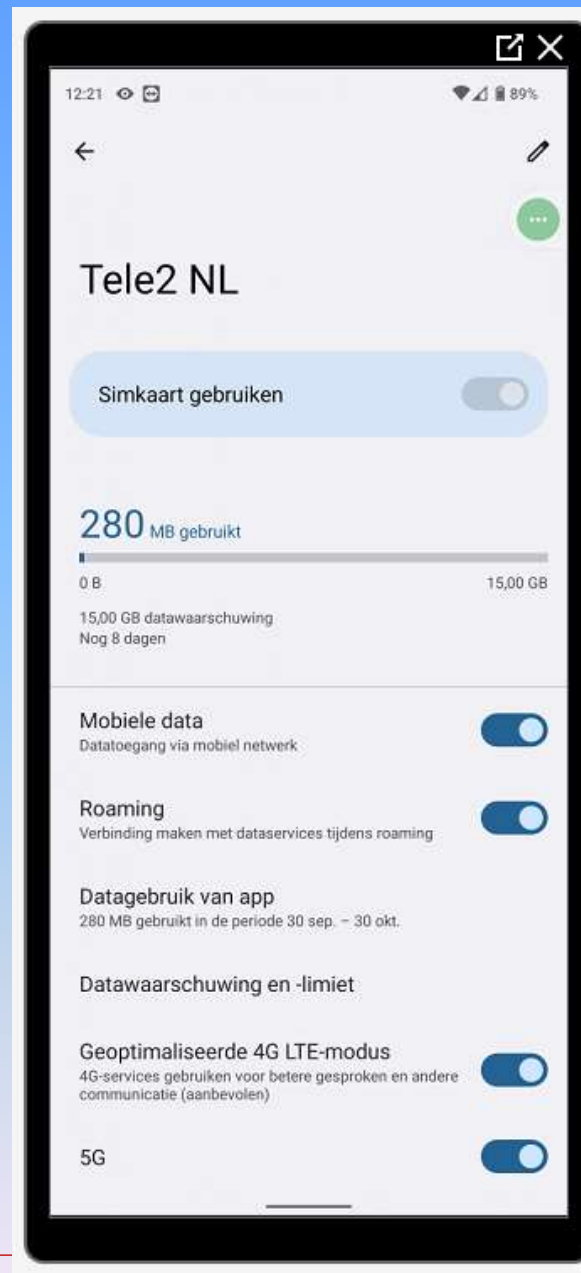 12:21
89%
Tele2 NL
Simkaart gebruiken
280 MB gebruikt
0 B
15,00 GB
15,00 GB datawaarschuwing
Nog 8 dagen
Mobiele data
Datatoegang via mobiel netwerk
Roaming
Verbinding maken met dataservices tijdens roaming
Datagebruik van app
280 MB gebruikt in de periode 30 sep. – 30 okt.
Datawaarschuwing en -limiet
Geoptimaliseerde 4G LTE-modus
4G-services gebruiken voor betere gesproken en andere
communicatie (aanbevolen)
5G